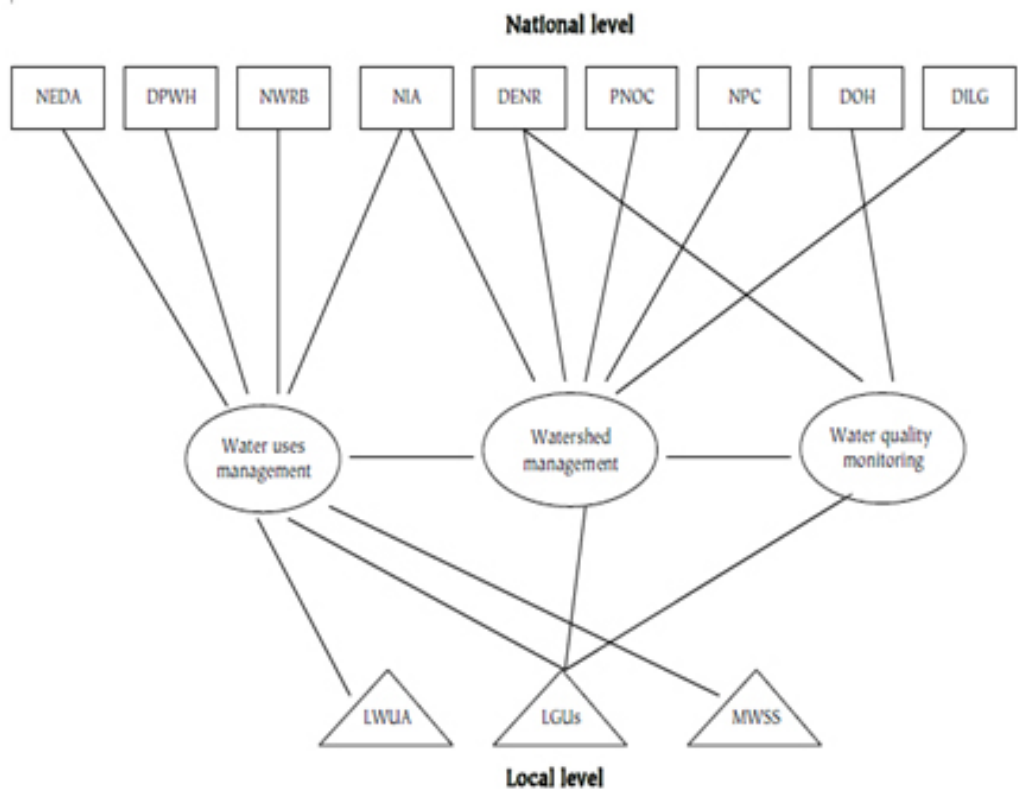 National level
NEDA
DPWH
NWRB
NIA
DENR
PNOC
NPC
DOH
DILG
Water uses
management
Watershed
management
Water quality
monitoring
LWUA
LGUs
MWSS
Local level